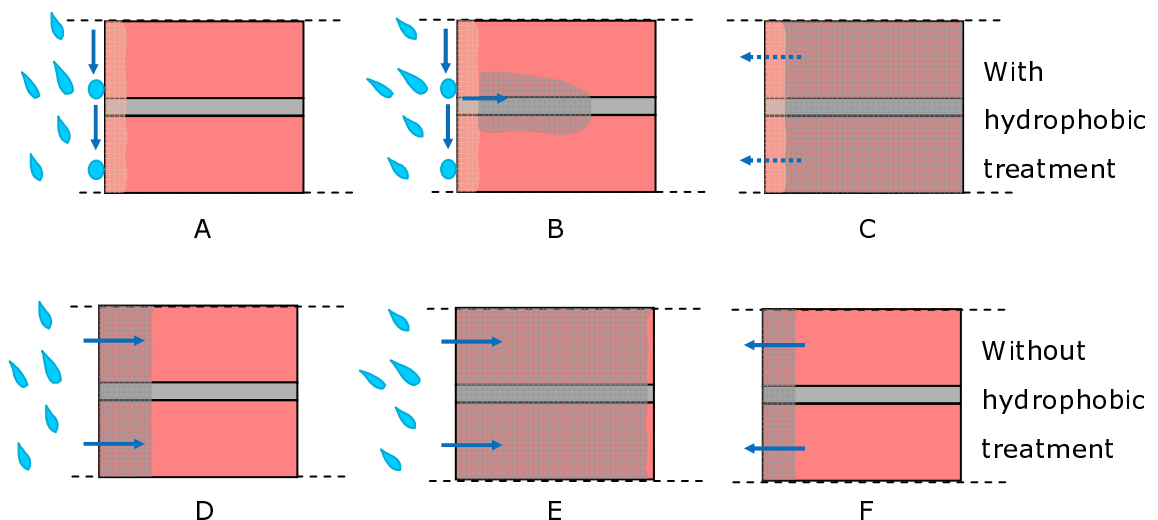 With
hydrophobic
treatment
A
B
C
Without
hydrophobic
treatment
D
E
F